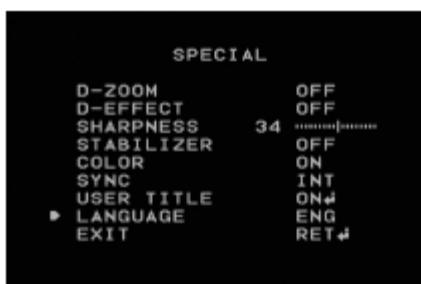 SPECIAL
D-ZOOM OFF
D-EFFECT OFF
SHARPNESS 34
STABILIZER OFF
COLOR ON
SYNC INT
USER TITLE ON↲
LANGUAGE ENG
EXIT RET↲